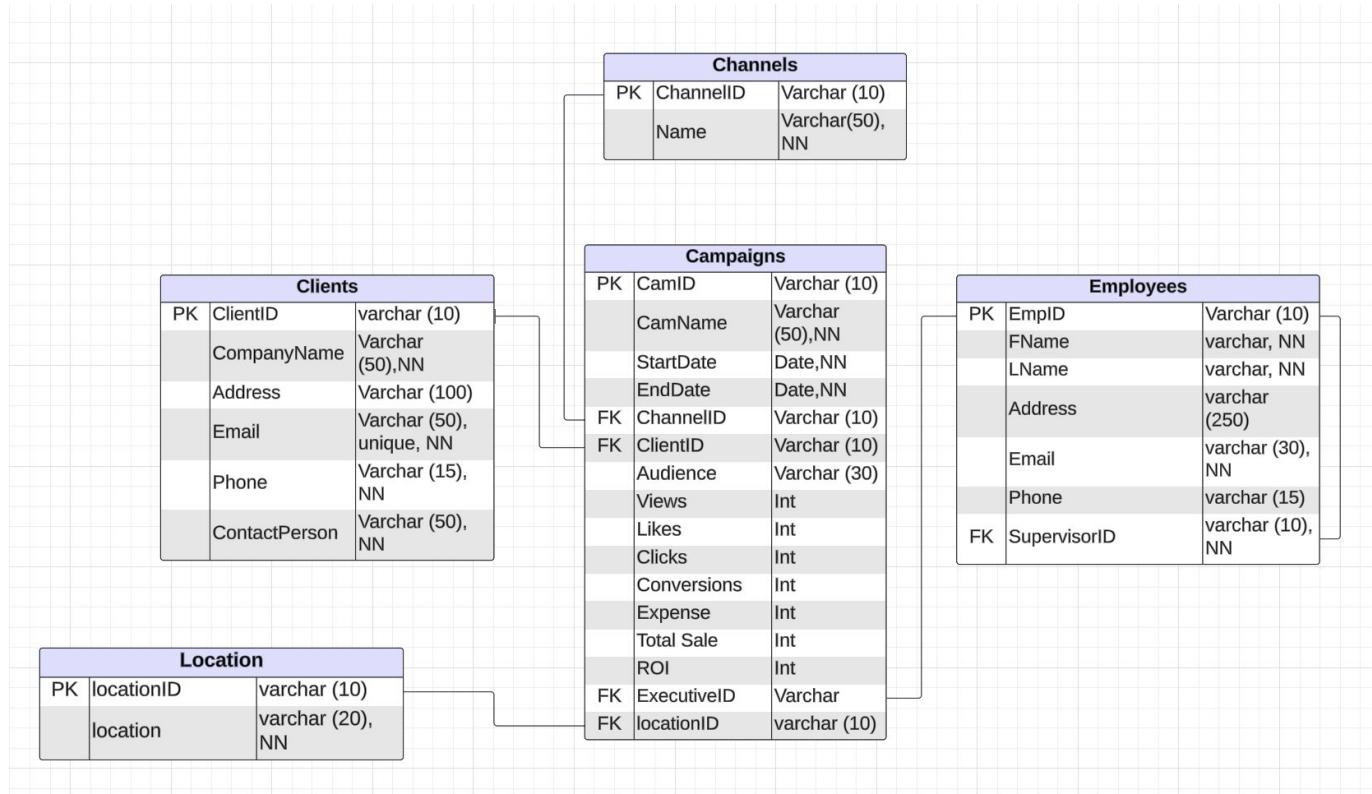 Channels
PK ChannelID Varchar (10)
Name Varchar(50),
NN
Campaigns
PK CamID Varchar (10)
CamName Varchar
(50),NN
StartDate Date,NN
EndDate Date,NN
FK ChannelID Varchar (10)
FK ClientID Varchar (10)
Audience Varchar (30)
Views Int
Likes Int
Clicks Int
Conversions Int
Expense Int
Total Sale Int
ROI Int
FK ExecutiveID Varchar
FK locationID varchar (10)
Clients
PK ClientID varchar (10)
CompanyName Varchar
(50),NN
Address Varchar (100)
Email Varchar (50),
unique, NN
Phone Varchar (15),
NN
ContactPerson Varchar (50),
NN
Employees
PK EmpID Varchar (10)
FName varchar, NN
LName varchar, NN
Address varchar
(250)
Email varchar (30),
NN
Phone varchar (15)
FK SupervisorID varchar (10),
NN
Location
PK locationID varchar (10)
location varchar (20),
NN